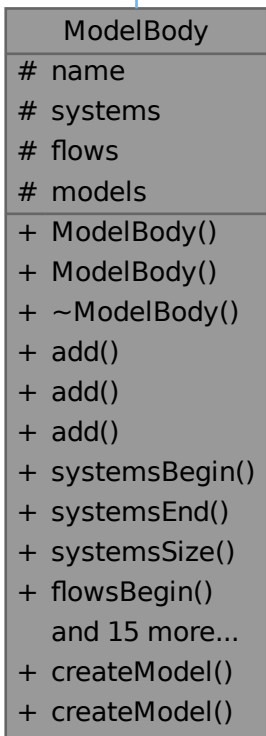 ModelBody
# name
# systems
# flows
# models
+ ModelBody()
+ ModelBody()
+ ~ModelBody()
+ add()
+ add()
+ add()
+ systemsBegin()
+ systemsEnd()
+ systemsSize()
+ flowsBegin()
and 15 more...
+ createModel()
+ createModel()